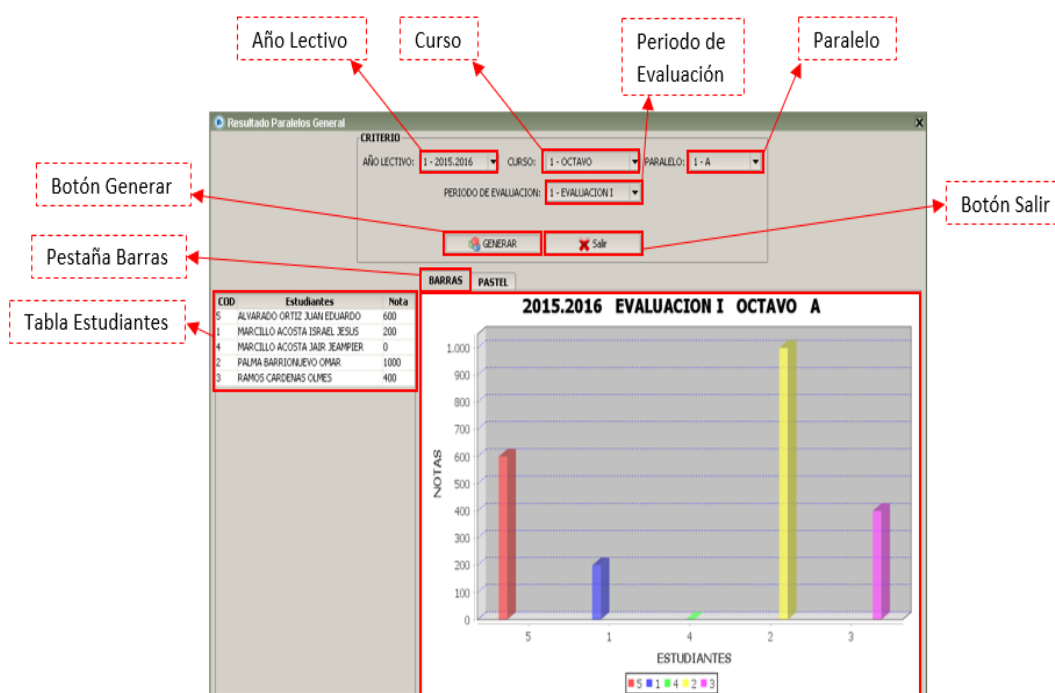 Año Lectivo
Curso
Periodo de
Evaluación
Paralelo
Resultado Paralelos General
X
CRITERIO
AÑO LECTIVO:
1 - 2015.2016
CURSO:
1 - OCTAVO
PARALELO:
1 - A
PERIODO DE EVALUACION:
1 - EVALUACION I
Botón Generar
Botón Salir
GENERAR
Salir
Pestaña Barras
BARRAS
PASTEL
Tabla Estudiantes
COD Estudiantes Nota
5 ALVARADO ORTIZ JUAN EDUARDO 600
1 MARCILLO ACOSTA ISRAEL JESUS 200
4 MARCILLO ACOSTA JAIR JEAMPIER 0
2 PALMA BARRIONUEVO OMAR 1000
3 RAMOS CARDENAS OLMES 400
2015.2016 EVALUACION I OCTAVO A
NOTAS
1.000
900
800
700
600
500
400
300
200
100
0
5 1 4 2 3
ESTUDIANTES
5 1 4 2 3